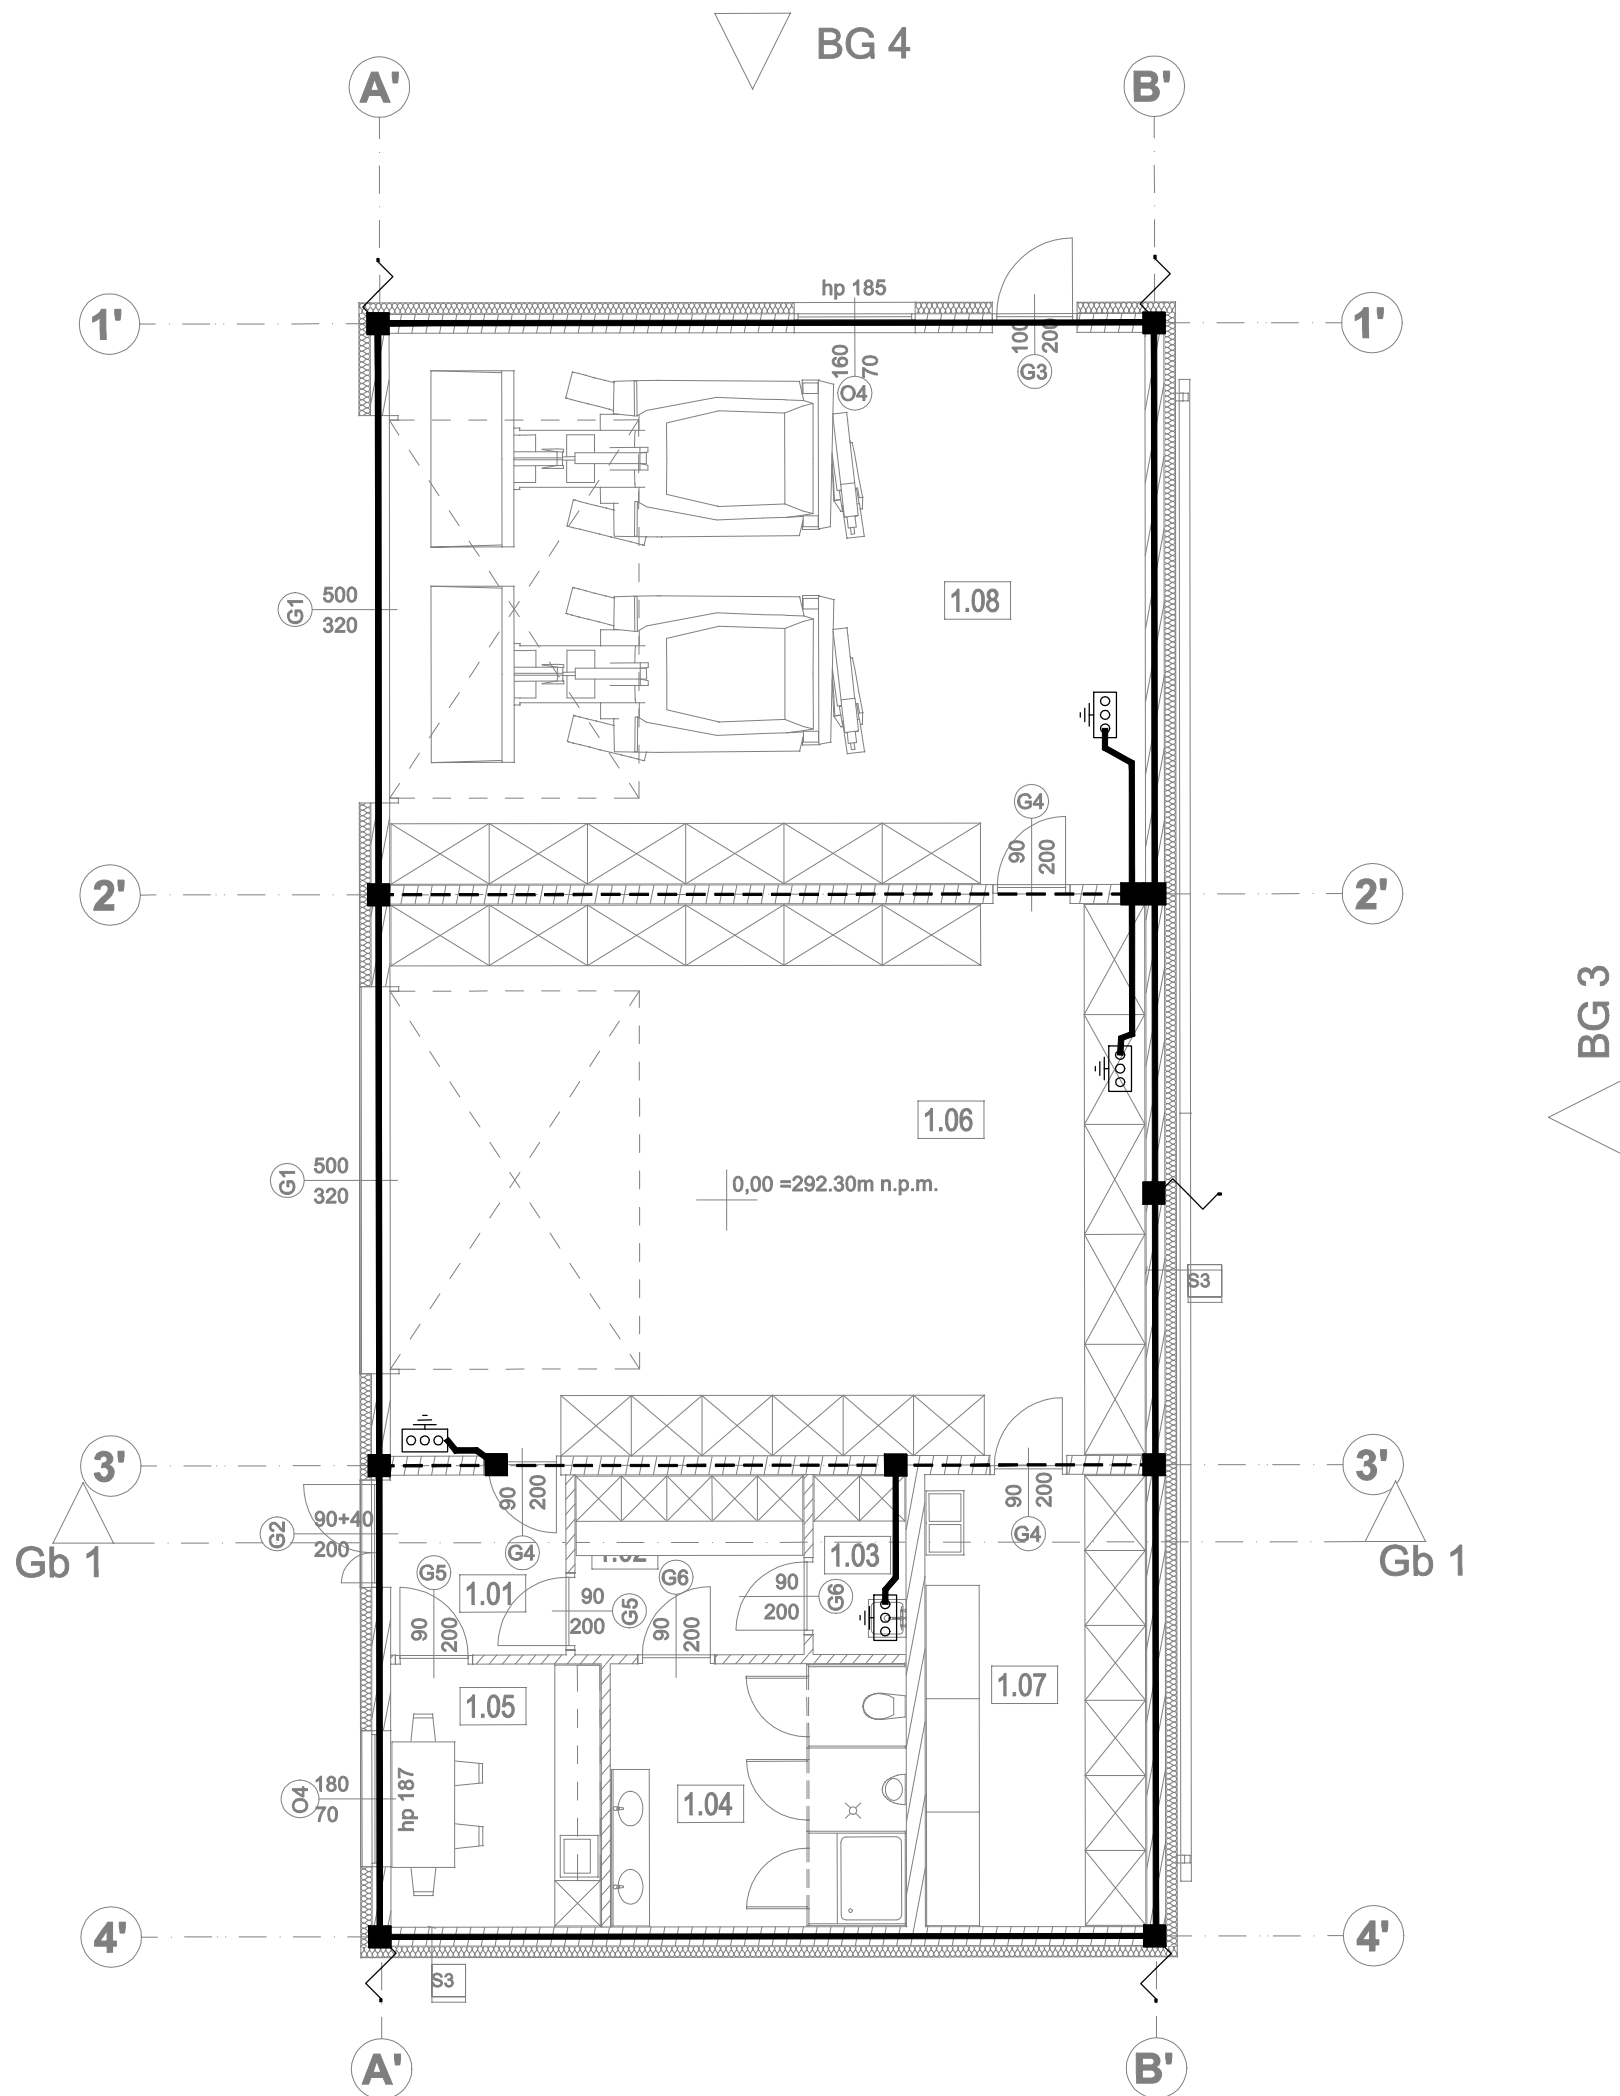 BG 4
A'
B'
hp 185
1'
1'
100
200
160
70
G3
O4
G1
500
320
1.08
G4
90
200
2'
2'
BG 3
1.06
G1
500
320
0,00 =292.30m n.p.m.
S3
3'
3'
90
200
90
200
G2
90+40
200
G4
G4
Gb 1
Gb 1
1.03
G5
G6
1.01
90
200
G5
90
200
G6
90
200
90
200
1.05
1.07
O4
180
70
hp 187
1.04
4'
4'
S3
A'
B'